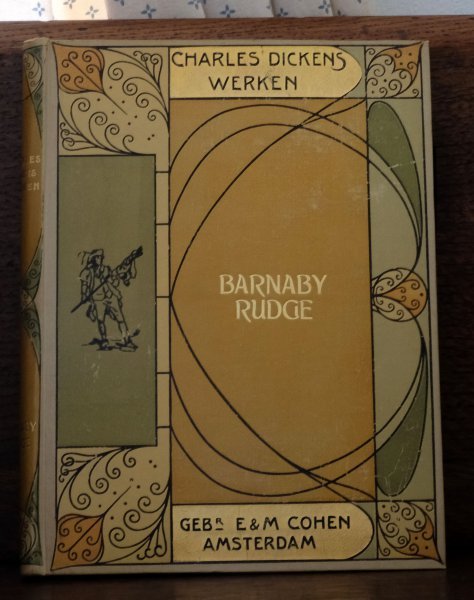 CHARLES DICKENS
WERKEN
BARNABY
RUDGE
GEBR. E & M COHEN
AMSTERDAM